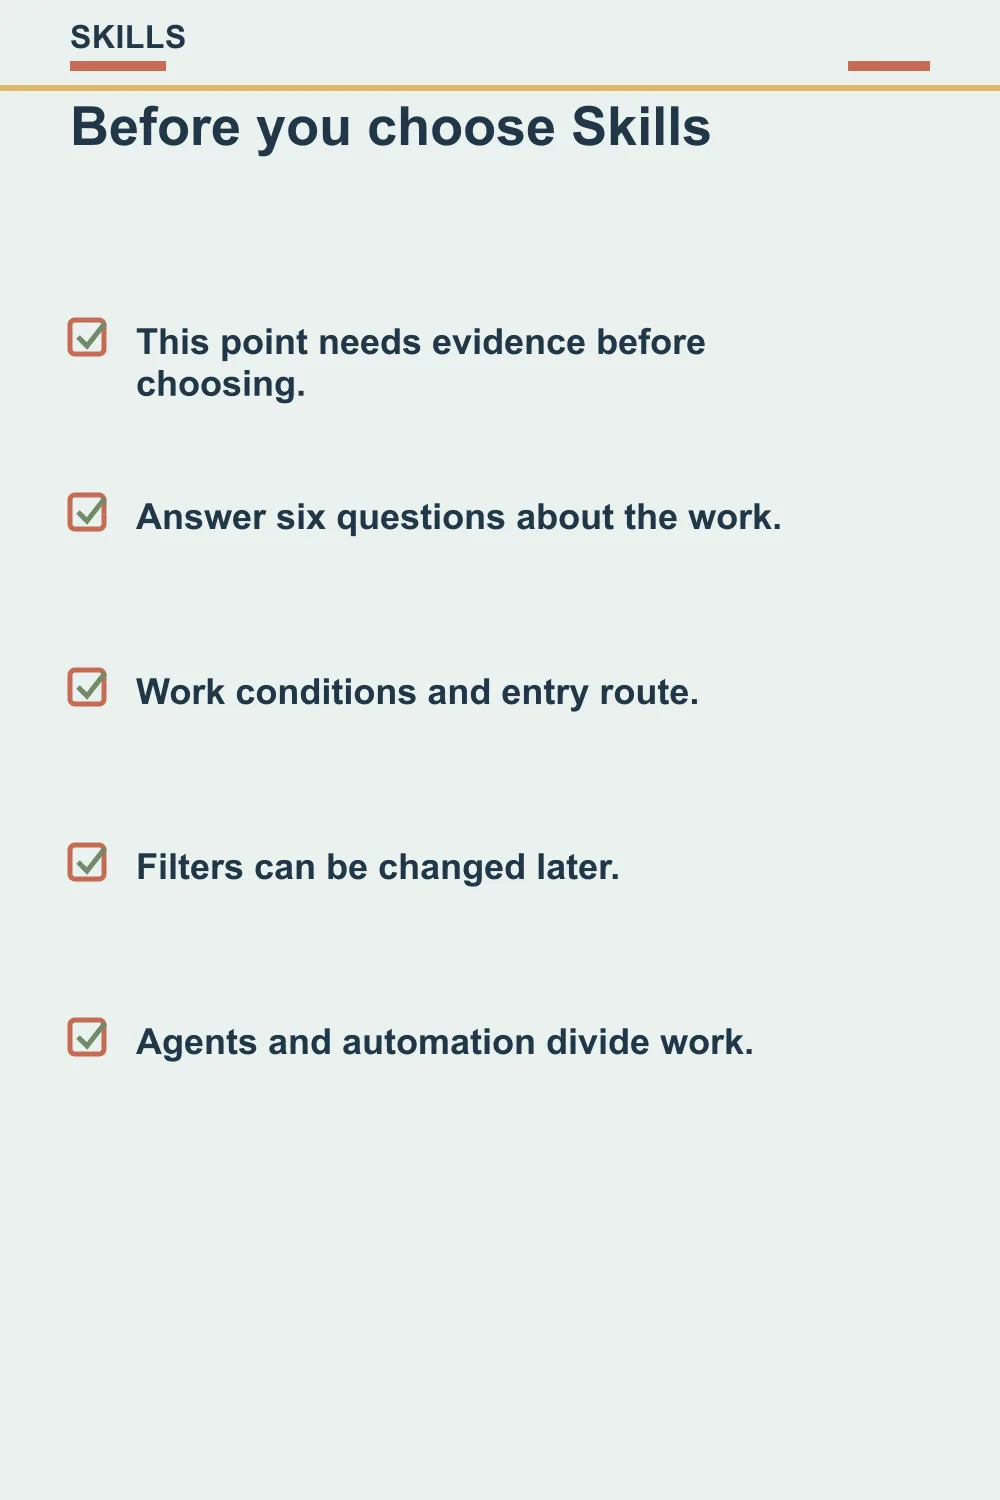 SKILLS
Before you choose Skills
This point needs evidence before
choosing.
Answer six questions about the work.
Work conditions and entry route.
Filters can be changed later.
Agents and automation divide work.